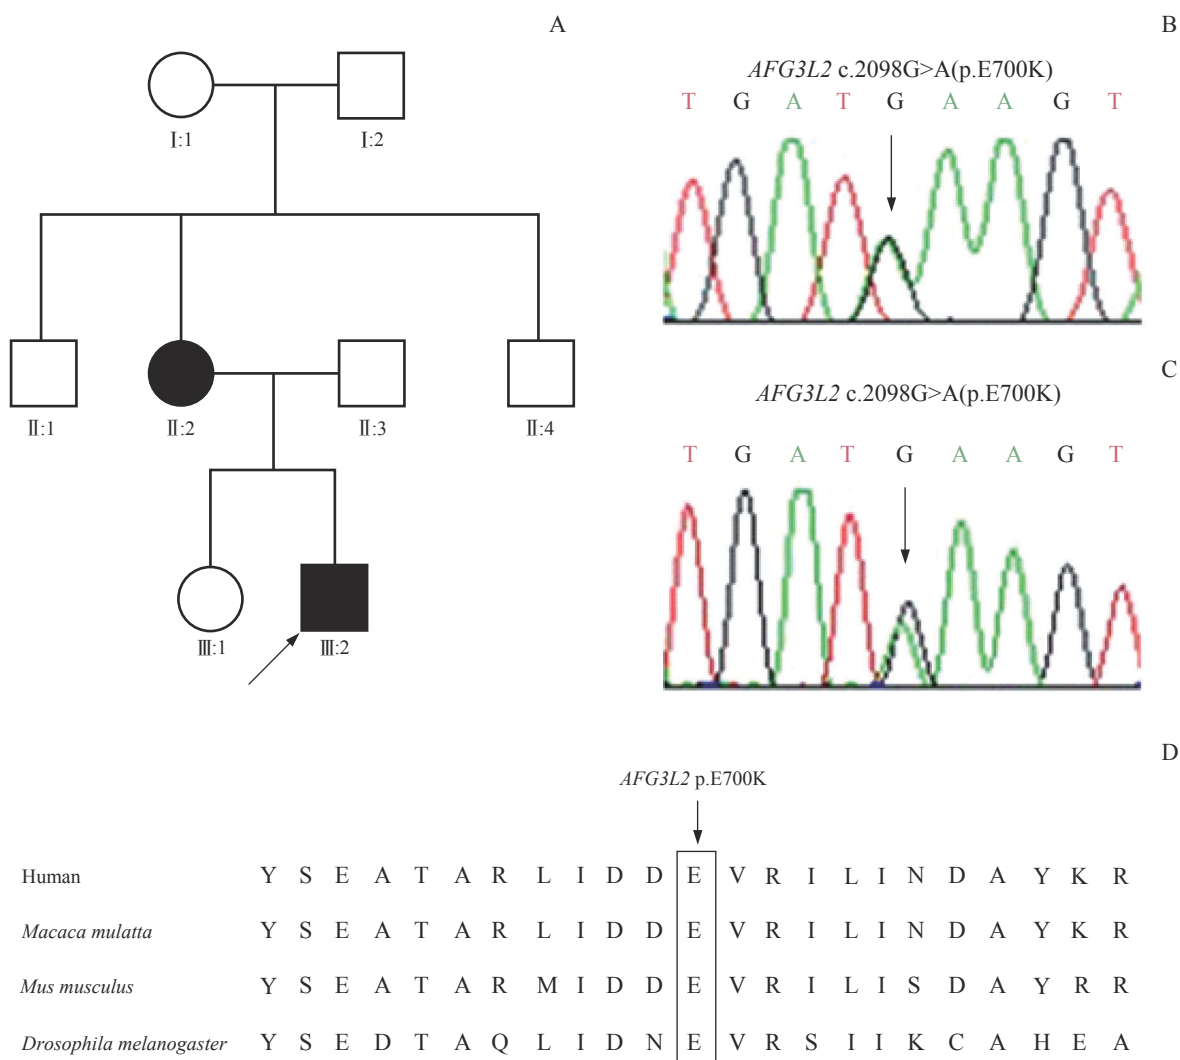 A
Ⅰ:1
Ⅰ:2
Ⅱ:1
Ⅱ:2
Ⅱ:3
Ⅱ:4
Ⅲ:1
Ⅲ:2
B
AFG3L2 c.2098G>A(p.E700K)
T G A T G A A G T
C
AFG3L2 c.2098G>A(p.E700K)
T G A T G A A G T
D
AFG3L2 p.E700K
Human Y S E A T A R L I D D E V R I L I N D A Y K R
Macaca mulatta Y S E A T A R L I D D E V R I L I N D A Y K R
Mus musculus Y S E A T A R M I D D E V R I L I S D A Y R R
Drosophila melanogaster Y S E D T A Q L I D N E V R S I I K C A H E A